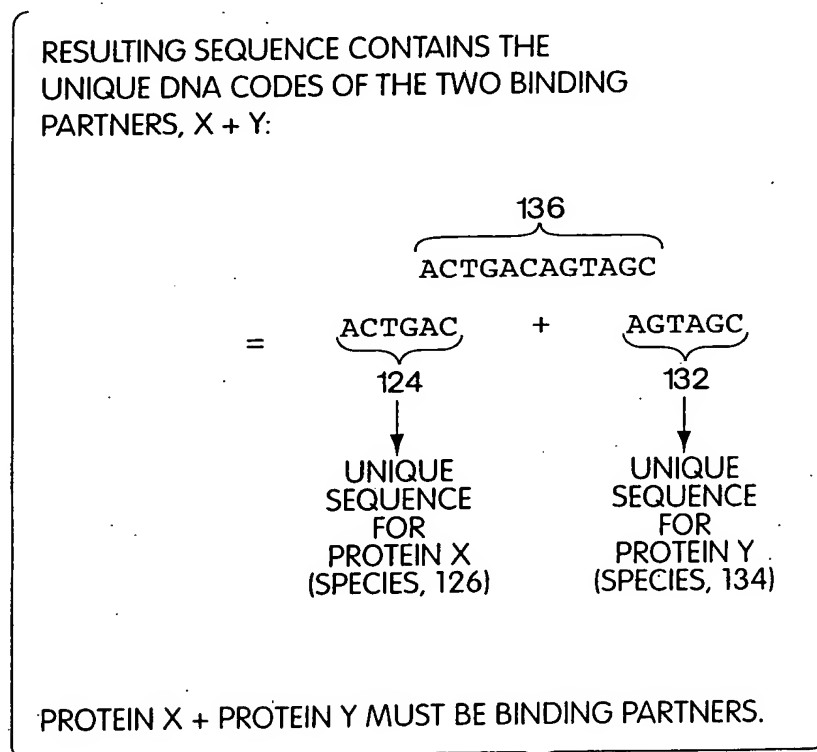 RESULTING SEQUENCE CONTAINS THE
UNIQUE DNA CODES OF THE TWO BINDING
PARTNERS, X + Y:
136
ACTGACAGTAGC
= ACTGAC + AGTAGC
124 132
UNIQUE UNIQUE
SEQUENCE SEQUENCE
FOR FOR
PROTEIN X PROTEIN Y
(SPECIES, 126) (SPECIES, 134)
PROTEIN X + PROTEIN Y MUST BE BINDING PARTNERS.